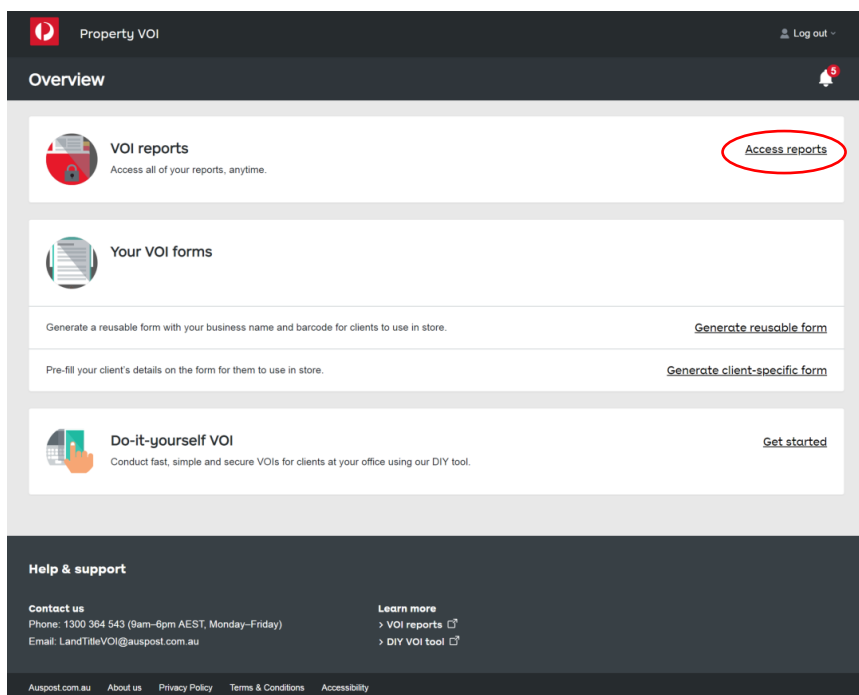 Property VOI
Log out
Overview
5
VOI reports
Access all of your reports, anytime.
Access reports
Your VOI forms
Generate a reusable form with your business name and barcode for clients to use in store.
Generate reusable form
Pre-fill your client's details on the form for them to use in store.
Generate client-specific form
Do-it-yourself VOI
Conduct fast, simple and secure VOIs for clients at your office using our DIY tool.
Get started
Help & support
Contact us
Phone: 1300 364 543 (9am–6pm AEST, Monday–Friday)
Email: LandTitleVOI@auspost.com.au
Learn more
> VOI reports
> DIY VOI tool
Auspost.com.au About us Privacy Policy Terms & Conditions Accessibility